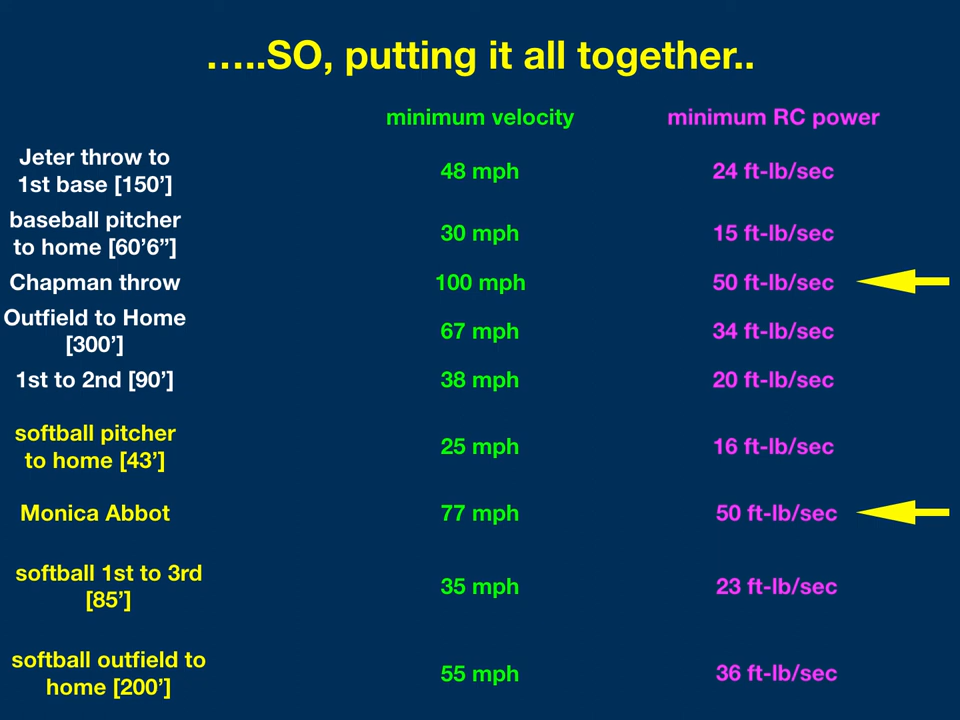 …..SO, putting it all together..
minimum velocity minimum RC power
Jeter throw to
1st base [150’] 48 mph 24 ft-lb/sec
baseball pitcher
to home [60’6”] 30 mph 15 ft-lb/sec
Chapman throw 100 mph 50 ft-lb/sec
Outfield to Home
[300’] 67 mph 34 ft-lb/sec
1st to 2nd [90’] 38 mph 20 ft-lb/sec
softball pitcher
to home [43’] 25 mph 16 ft-lb/sec
Monica Abbot 77 mph 50 ft-lb/sec
softball 1st to 3rd
[85’] 35 mph 23 ft-lb/sec
softball outfield to
home [200’] 55 mph 36 ft-lb/sec